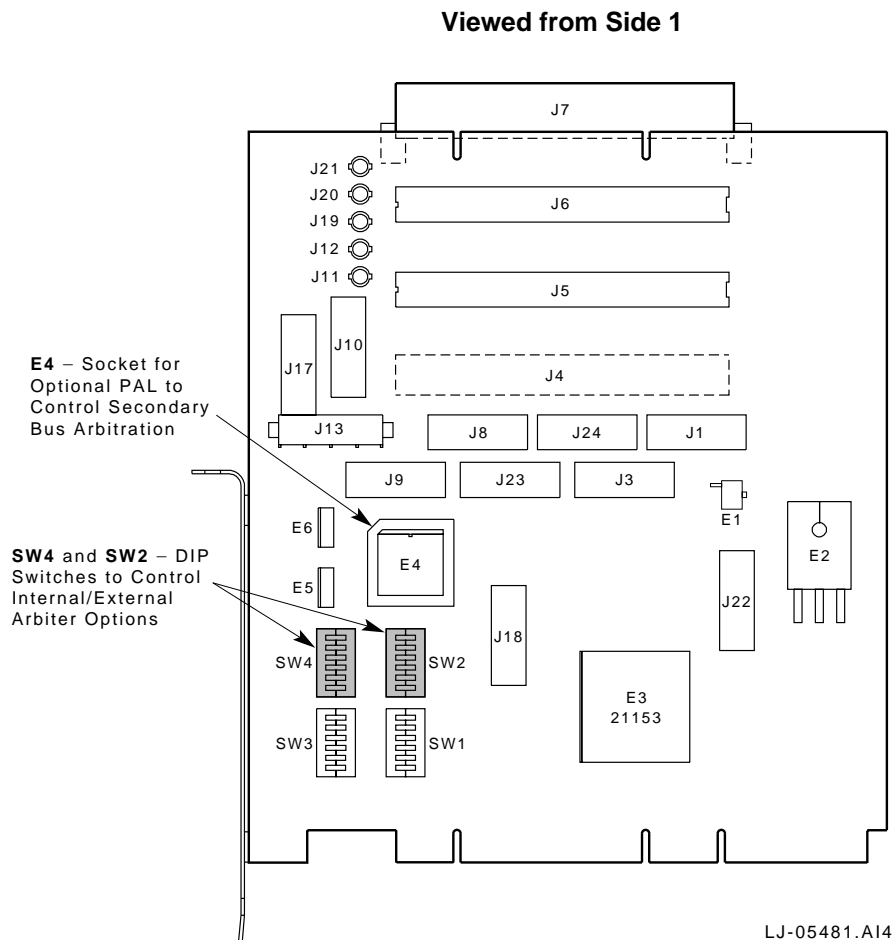 Viewed from Side 1
J7
J21
J20
J6
J19
J12
J11
J5
J10
J17
J4
E4 – Socket for
Optional PAL to
Control Secondary
Bus Arbitration
J13
J8
J24
J1
J9
J23
J3
E6
E1
E4
E2
SW4 and SW2 – DIP
Switches to Control
Internal/External
Arbiter Options
E5
J22
J18
SW4
SW2
E3
21153
SW3
SW1
LJ-05481.AI4